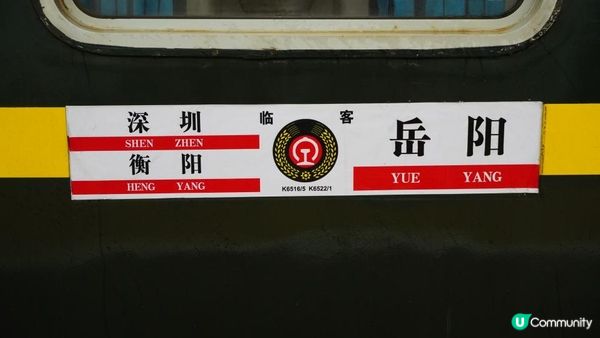 深圳
SHEN ZHEN
衡阳
HENG YANG
临 客
K6516/5 K6522/1
岳阳
YUE YANG
U Community